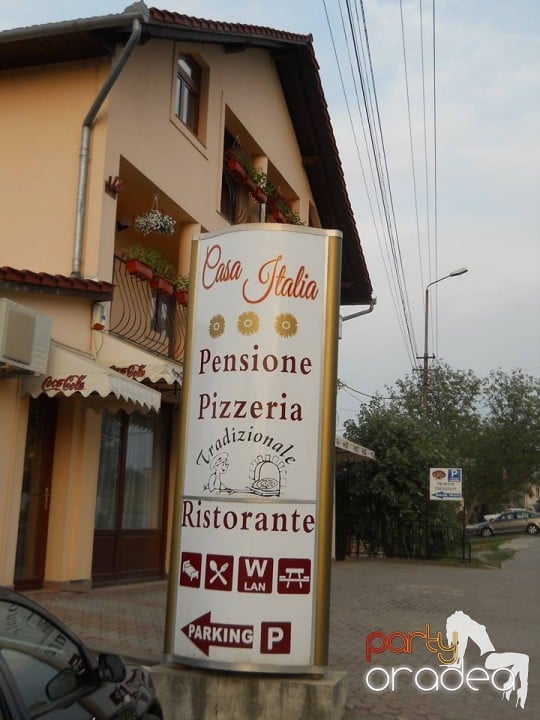 Casa Italia
Pensione
Pizzeria
Tradizionale
Ristorante
W
LAN
PARKING P
Coca-Cola
Coca-Cola
P
party
oradea